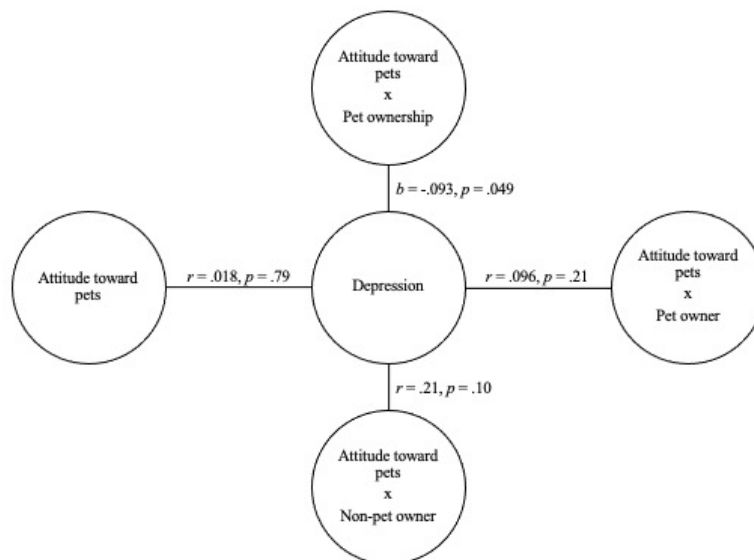 Attitude toward
pets
x
Pet ownership
b = -.093, p = .049
Attitude toward
pets
r = .018, p = .79
Depression
r = .096, p = .21
Attitude toward
pets
x
Pet owner
r = .21, p = .10
Attitude toward
pets
x
Non-pet owner